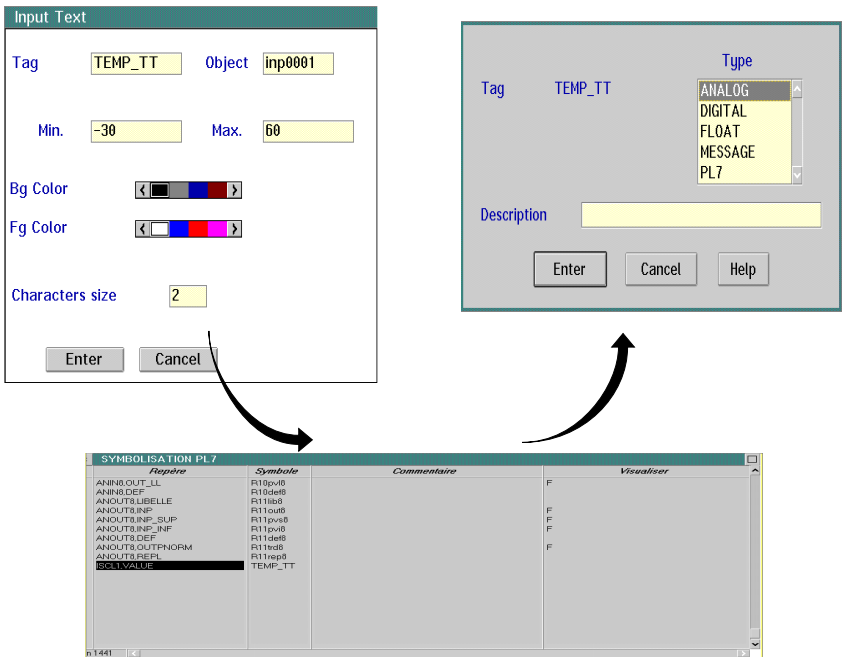 Input Text
Tag TEMP_TT Object inp0001
Min. -30 Max. 60
Bg Color
Fg Color
Characters size 2
Enter Cancel
Type
Tag TEMP_TT ANALOG
DIGITAL
FLOAT
MESSAGE
PL7
Description
Enter Cancel Help
SYMBOLISATION PL7
Repère Symbole Commentaire Visualiser
ANIN8,OUT_LL R10pvl8 F
ANIN8,DEF R10def8
ANOUT8,LIBELLE R11lib8
ANOUT8,INP R11out8 F
ANOUT8,INP_SUP R11pvs8 F
ANOUT8,INP_INF R11pvi8 F
ANOUT8,DEF R11def8
ANOUT8,OUTPNORM R11trd8 F
ANOUT8,REPL R11rep8
ISCL1,VALUE TEMP_TT
n 1441